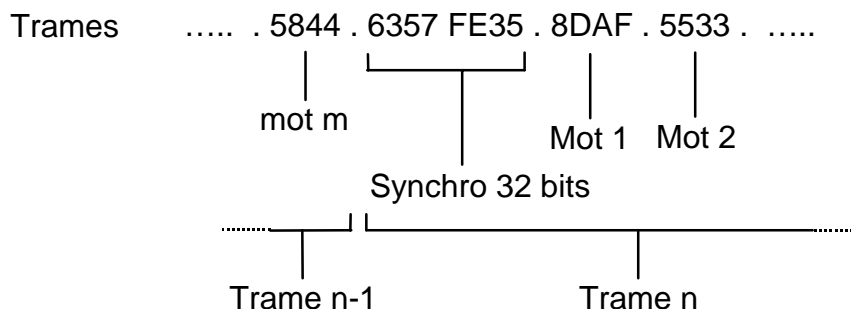 Trames ….. . 5844 . 6357 FE35 . 8DAF . 5533 . …..
mot m
Mot 1 Mot 2
Synchro 32 bits
Trame n-1 Trame n